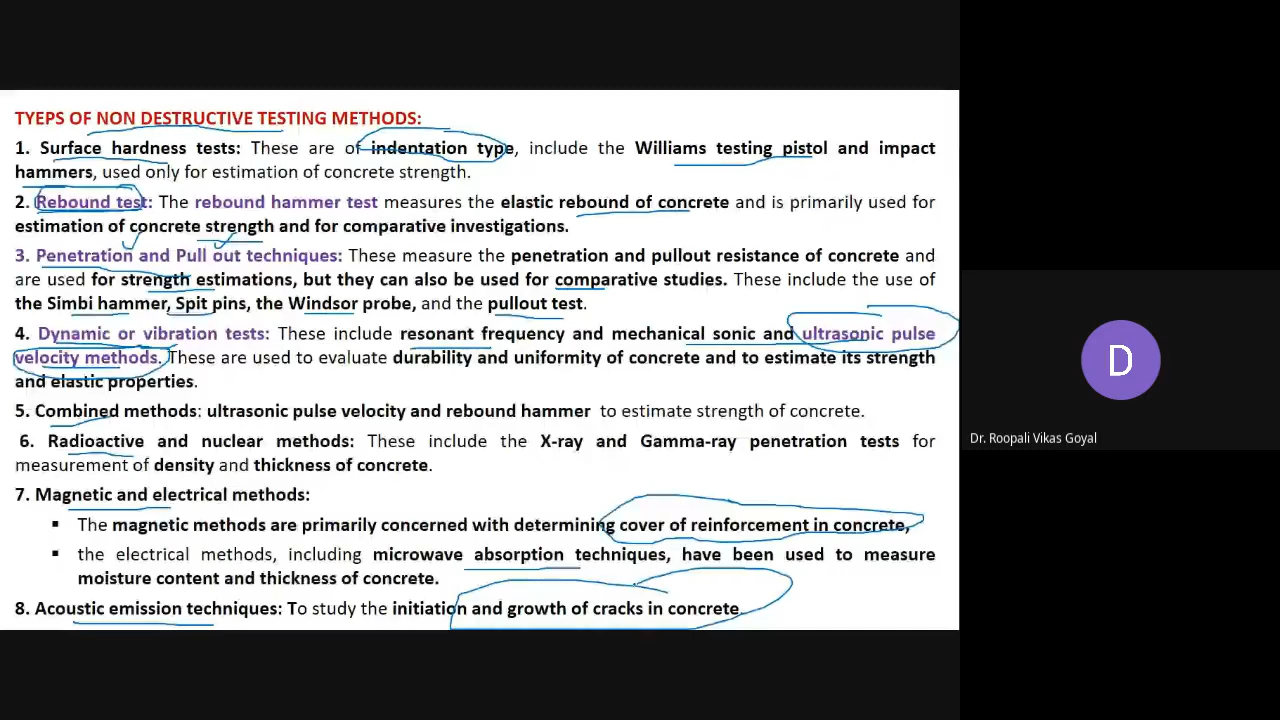 TYEPS OF NON DESTRUCTIVE TESTING METHODS:
1. Surface hardness tests: These are of indentation type, include the Williams testing pistol and impact
hammers, used only for estimation of concrete strength.
2. Rebound test: The rebound hammer test measures the elastic rebound of concrete and is primarily used for
estimation of concrete strength and for comparative investigations.
3. Penetration and Pull out techniques: These measure the penetration and pullout resistance of concrete and
are used for strength estimations, but they can also be used for comparative studies. These include the use of
the Simbi hammer, Spit pins, the Windsor probe, and the pullout test.
4. Dynamic or vibration tests: These include resonant frequency and mechanical sonic and ultrasonic pulse
velocity methods. These are used to evaluate durability and uniformity of concrete and to estimate its strength
and elastic properties.
5. Combined methods: ultrasonic pulse velocity and rebound hammer to estimate strength of concrete.
6. Radioactive and nuclear methods: These include the X-ray and Gamma-ray penetration tests for
measurement of density and thickness of concrete.
7. Magnetic and electrical methods:
▪ The magnetic methods are primarily concerned with determining cover of reinforcement in concrete,
▪ the electrical methods, including microwave absorption techniques, have been used to measure
moisture content and thickness of concrete.
8. Acoustic emission techniques: To study the initiation and growth of cracks in concrete.
D
Dr. Roopali Vikas Goyal